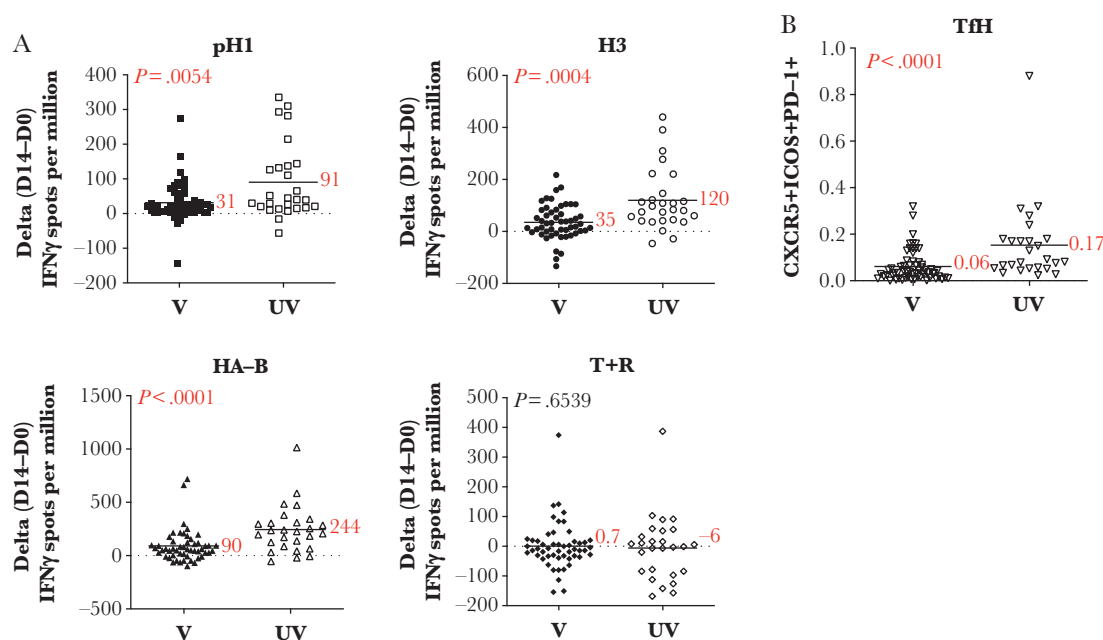 A
pH1
Delta (D14–D0)
IFNγ spots per million
400
300
200
100
0
–100
–200
P = .0054
31
91
V
UV
H3
Delta (D14–D0)
IFNγ spots per million
600
400
200
0
–200
P = .0004
35
120
V
UV
B
TfH
CXCR5+ICOS+PD–1+
1.0
0.8
0.6
0.4
0.2
0.0
P < .0001
0.06
0.17
V
UV
HA–B
Delta (D14–D0)
IFNγ spots per million
1500
1000
500
0
–500
P < .0001
90
244
V
UV
T+R
Delta (D14–D0)
IFNγ spots per million
500
400
300
200
100
0
–100
–200
P = .6539
0.7
–6
V
UV